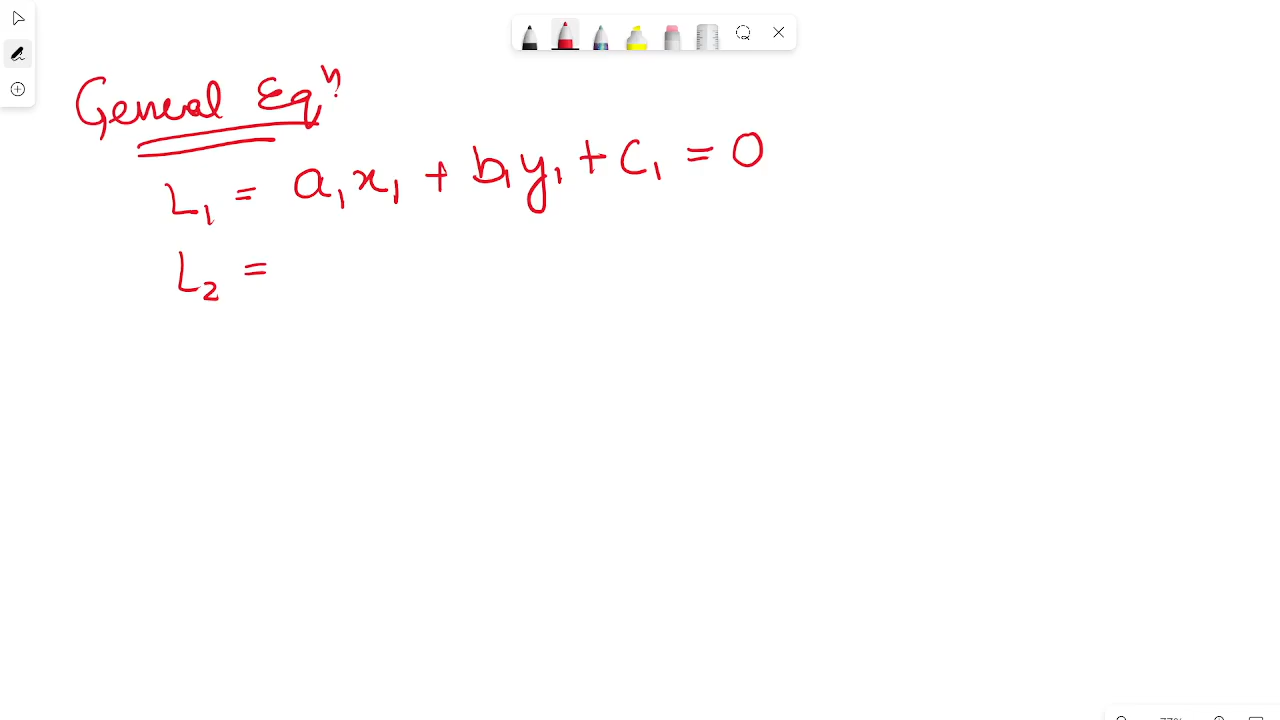 General Eqⁿ
L₁ = a₁x₁ + b₁y₁ + c₁ = 0
L₂ =